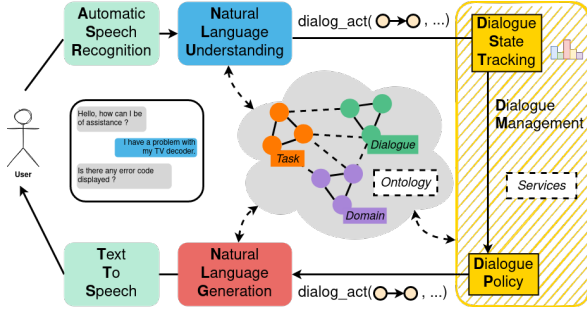 Automatic
Speech
Recognition
Natural
Language
Understanding
dialog_act( , ...)
Dialogue
State
Tracking
Dialogue
Management
Hello, how can I be
of assistance ?
I have a problem with
my TV decoder.
Is there any error code
displayed ?
User
Task
Dialogue
Ontology
Domain
Services
Text
To
Speech
Natural
Language
Generation
dialog_act( , ...)
Dialogue
Policy